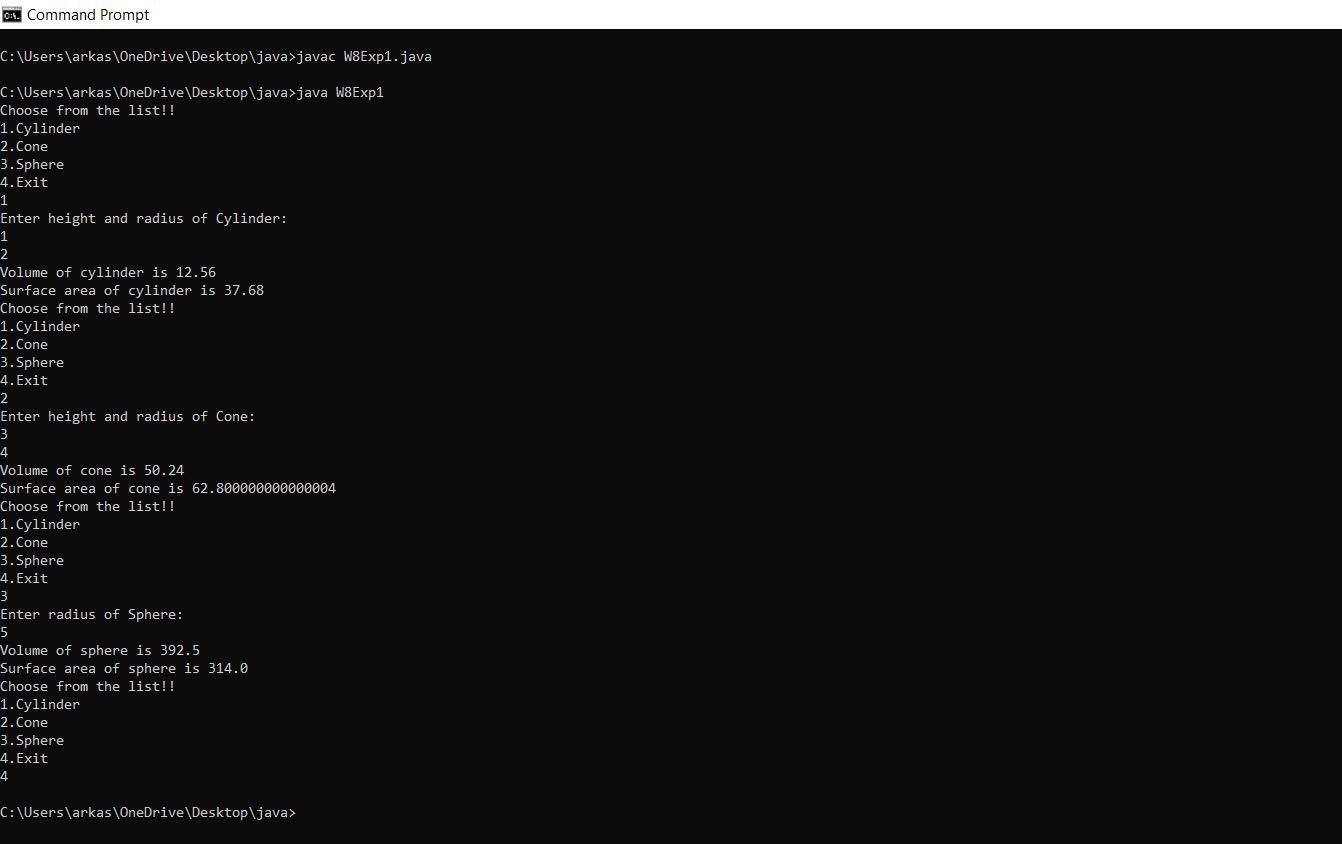 Command Prompt
C:\Users\arkas\OneDrive\Desktop\java>javac W8Exp1.java
C:\Users\arkas\OneDrive\Desktop\java>java W8Exp1
Choose from the list!!
1.Cylinder
2.Cone
3.Sphere
4.Exit
1
Enter height and radius of Cylinder:
1
2
Volume of cylinder is 12.56
Surface area of cylinder is 37.68
Choose from the list!!
1.Cylinder
2.Cone
3.Sphere
4.Exit
2
Enter height and radius of Cone:
3
4
Volume of cone is 50.24
Surface area of cone is 62.800000000000004
Choose from the list!!
1.Cylinder
2.Cone
3.Sphere
4.Exit
3
Enter radius of Sphere:
5
Volume of sphere is 392.5
Surface area of sphere is 314.0
Choose from the list!!
1.Cylinder
2.Cone
3.Sphere
4.Exit
4
C:\Users\arkas\OneDrive\Desktop\java>